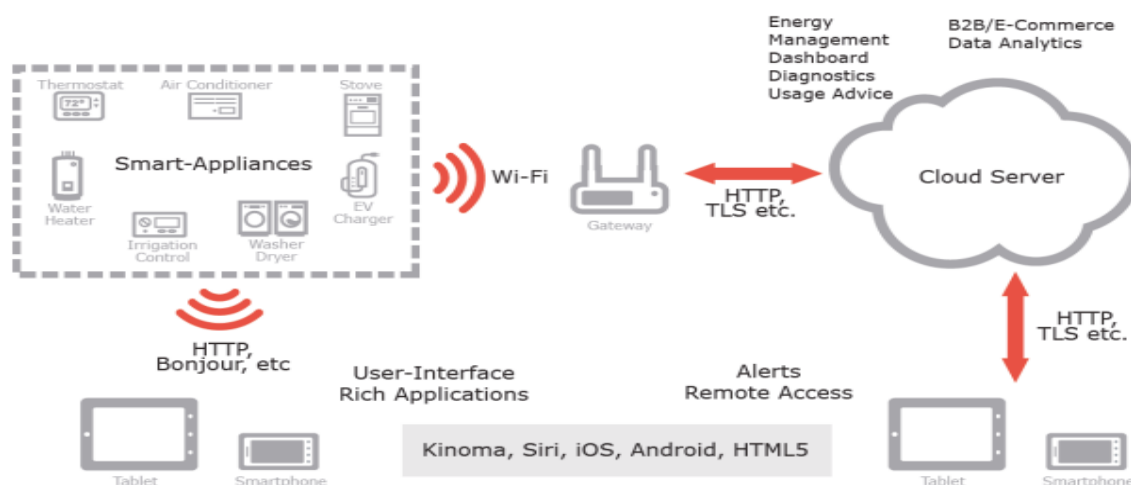 Energy
Management
Dashboard
Diagnostics
Usage Advice
B2B/E-Commerce
Data Analytics
Thermostat
Air Conditioner
Stove
72°
Smart-Appliances
Water
Heater
Irrigation
Control
Washer
Dryer
EV
Charger
Wi-Fi
Gateway
HTTP,
TLS etc.
Cloud Server
HTTP,
Bonjour, etc
HTTP,
TLS etc.
User-Interface
Rich Applications
Alerts
Remote Access
Kinoma, Siri, iOS, Android, HTML5
Tablet
Smartphone
Tablet
Smartphone